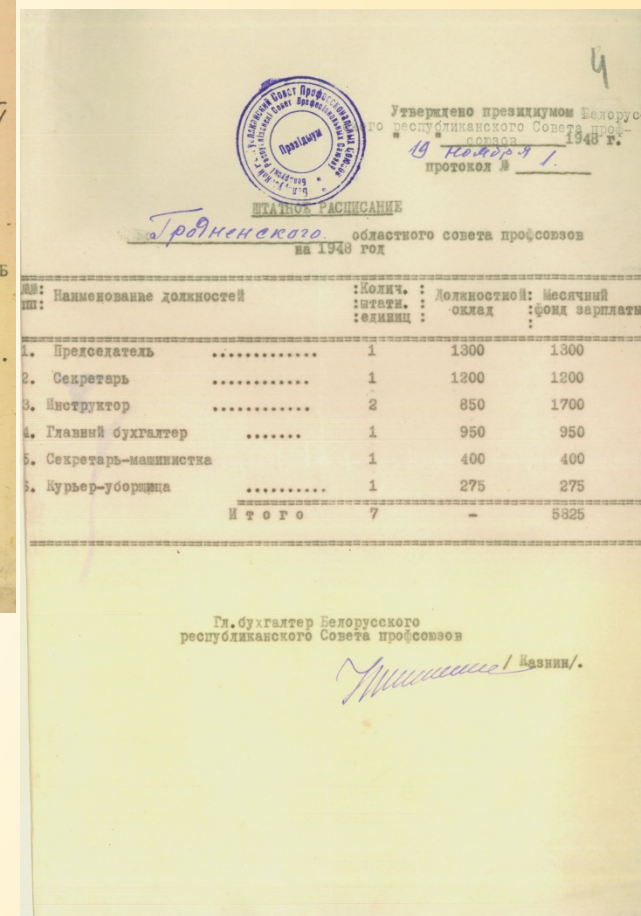 4
Утверждено президиумом Белорус
го республиканского Совета проф-
" союзов 1948 г.
19 ноября
протокол № 1.
Прэзідыум
ШТАТНОЕ РАСПИСАНИЕ
Гродненского областного совета профсоюзов
на 1948 год
№№: Наименование должностей :Колич. : Должностной: Месячный
пп: :штатн. : оклад :фонд зарплаты
:единиц : :
1. Председатель ............. 1 1300 1300
2. Секретарь ............ 1 1200 1200
3. Инструктор ............ 2 850 1700
4. Главный бухгалтер ....... 1 950 950
5. Секретарь-машинистка 1 400 400
6. Курьер-уборщица .......... 1 275 275
И т о г о 7 - 5825
Гл.бухгалтер Белорусского
республиканского Совета профсоюзов
/ Казнин/.
Б